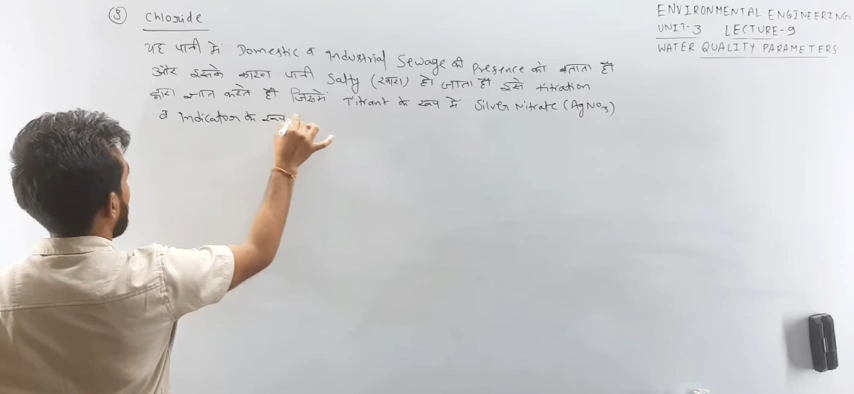 ③ Chloride
यह पानी में Domestic व Industrial Sewage की Presence को बताता है
और इसके कारण पानी Salty (खारा) हो जाता है। इसे titration
द्वारा ज्ञात करते हैं जिसमें Titrant के रूप में Silver Nitrate (AgNO3)
व Indicator के रूप
ENVIRONMENTAL ENGINEERING
UNIT-3 LECTURE-9
WATER QUALITY PARAMETERS